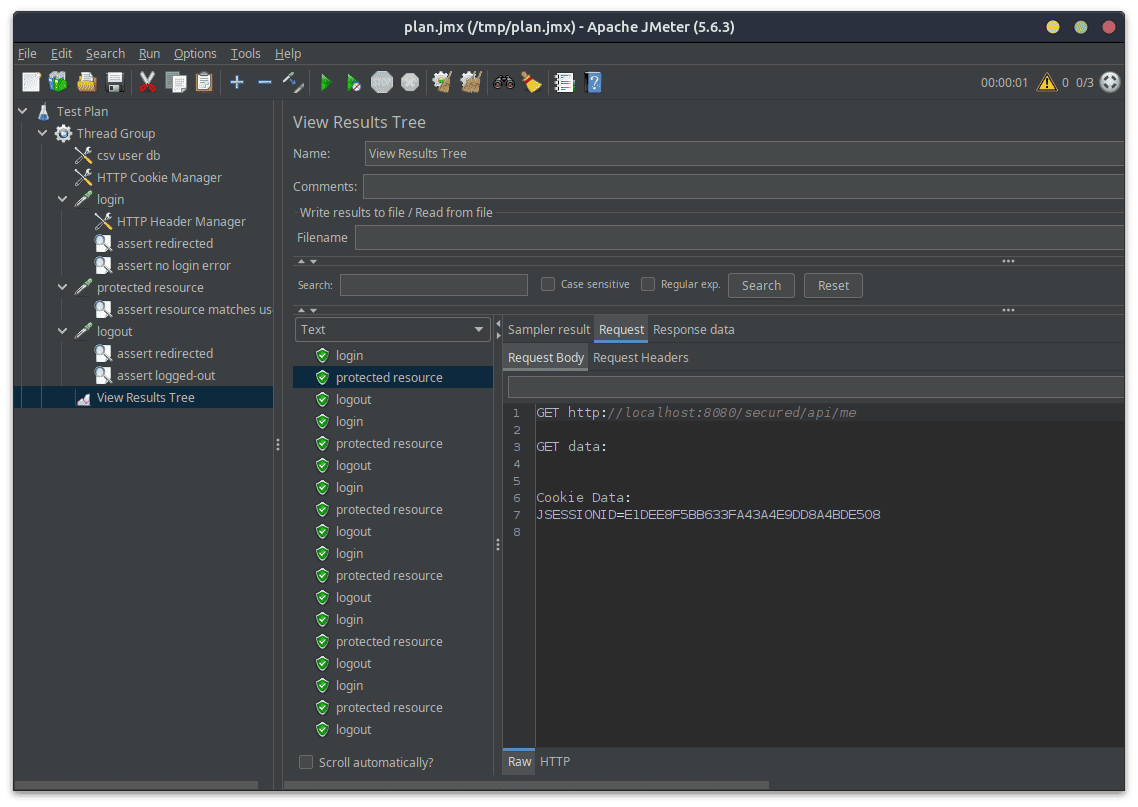 plan.jmx (/tmp/plan.jmx) - Apache JMeter (5.6.3)
File Edit Search Run Options Tools Help
STOP
00:00:01 0 0/3
Test Plan
Thread Group
csv user db
HTTP Cookie Manager
login
HTTP Header Manager
assert redirected
assert no login error
protected resource
assert resource matches us
logout
assert redirected
assert logged-out
View Results Tree
View Results Tree
Name: View Results Tree
Comments:
Write results to file / Read from file
Filename
Search: Case sensitive Regular exp. Search Reset
Text
login
protected resource
logout
login
protected resource
logout
login
protected resource
logout
login
protected resource
logout
login
protected resource
logout
login
protected resource
logout
Scroll automatically?
Sampler result Request Response data
Request Body Request Headers
1 GET http://localhost:8080/secured/api/me
2
3 GET data:
4
5
6 Cookie Data:
7 JSESSIONID=E1DEE8F5BB633FA43A4E9DD8A4BDE508
8
Raw HTTP